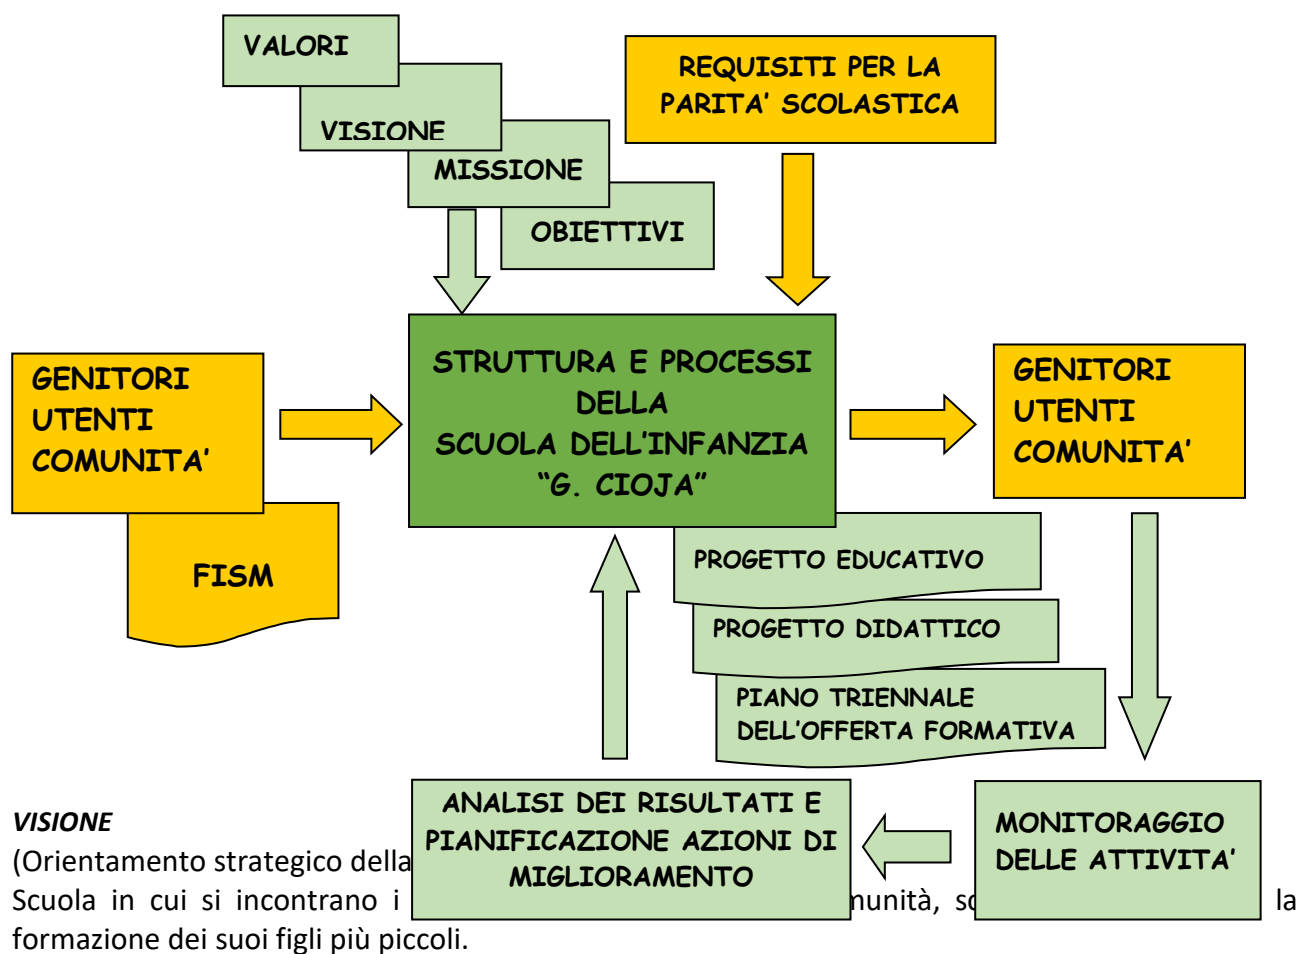 VALORI
VISIONE
MISSIONE
OBIETTIVI
REQUISITI PER LA
PARITA’ SCOLASTICA
GENITORI
UTENTI
COMUNITA’
FISM
STRUTTURA E PROCESSI
DELLA
SCUOLA DELL’INFANZIA
“G. CIOJA”
GENITORI
UTENTI
COMUNITA’
PROGETTO EDUCATIVO
PROGETTO DIDATTICO
PIANO TRIENNALE
DELL’OFFERTA FORMATIVA
ANALISI DEI RISULTATI E
PIANIFICAZIONE AZIONI DI
MIGLIORAMENTO
MONITORAGGIO
DELLE ATTIVITA’
VISIONE
(Orientamento strategico della
Scuola in cui si incontrano i la
formazione dei suoi figli più piccoli.